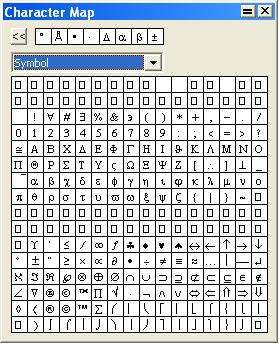 Character Map
<< ° Å • · Δ α β ±
Symbol
! ∀ # ∃ % & ∍ ( ) * + , − . /
0 1 2 3 4 5 6 7 8 9 : ; < = > ?
≅ Α Β Χ Δ Ε Φ Γ Η Ι ϑ Κ Λ Μ Ν Ο
Π Θ Ρ Σ Τ Υ ς Ω Ξ Ψ Ζ [ ∴ ] ⊥ _
‾ α β χ δ ε φ γ η ι φ κ λ μ ν ο
π θ ρ σ τ υ ϖ ω ξ ψ ζ { | } ~
ϒ ′ ≤ ⁄ ∞ ƒ ♣ ♦ ♥ ♠ ↔ ← ↑ → ↓
° ± ″ ≥ × ∝ ∂ • ÷ ≠ ≡ ≈ … | — ↵
ℵ ℑ ℜ ℘ ⊗ ⊕ ∅ ∩ ∪ ⊃ ⊇ ⊄ ⊂ ⊆ ∈ ∉
∠ ∇ ® © ™ ∏ √ ⋅ ¬ ∧ ∨ ⇔ ⇐ ⇑ ⇒ ⇓
◊ 〈 ® © ™ ∑ ⎛ ⎜ ⎝ ⎡ ⎢ ⎣ ⎧ ⎨ ⎩ ⎪
〉 ∫ ⌠ ⎮ ⌡ ⎞ ⎟ ⎠ ⎤ ⎥ ⎦ ⎫ ⎬ ⎭